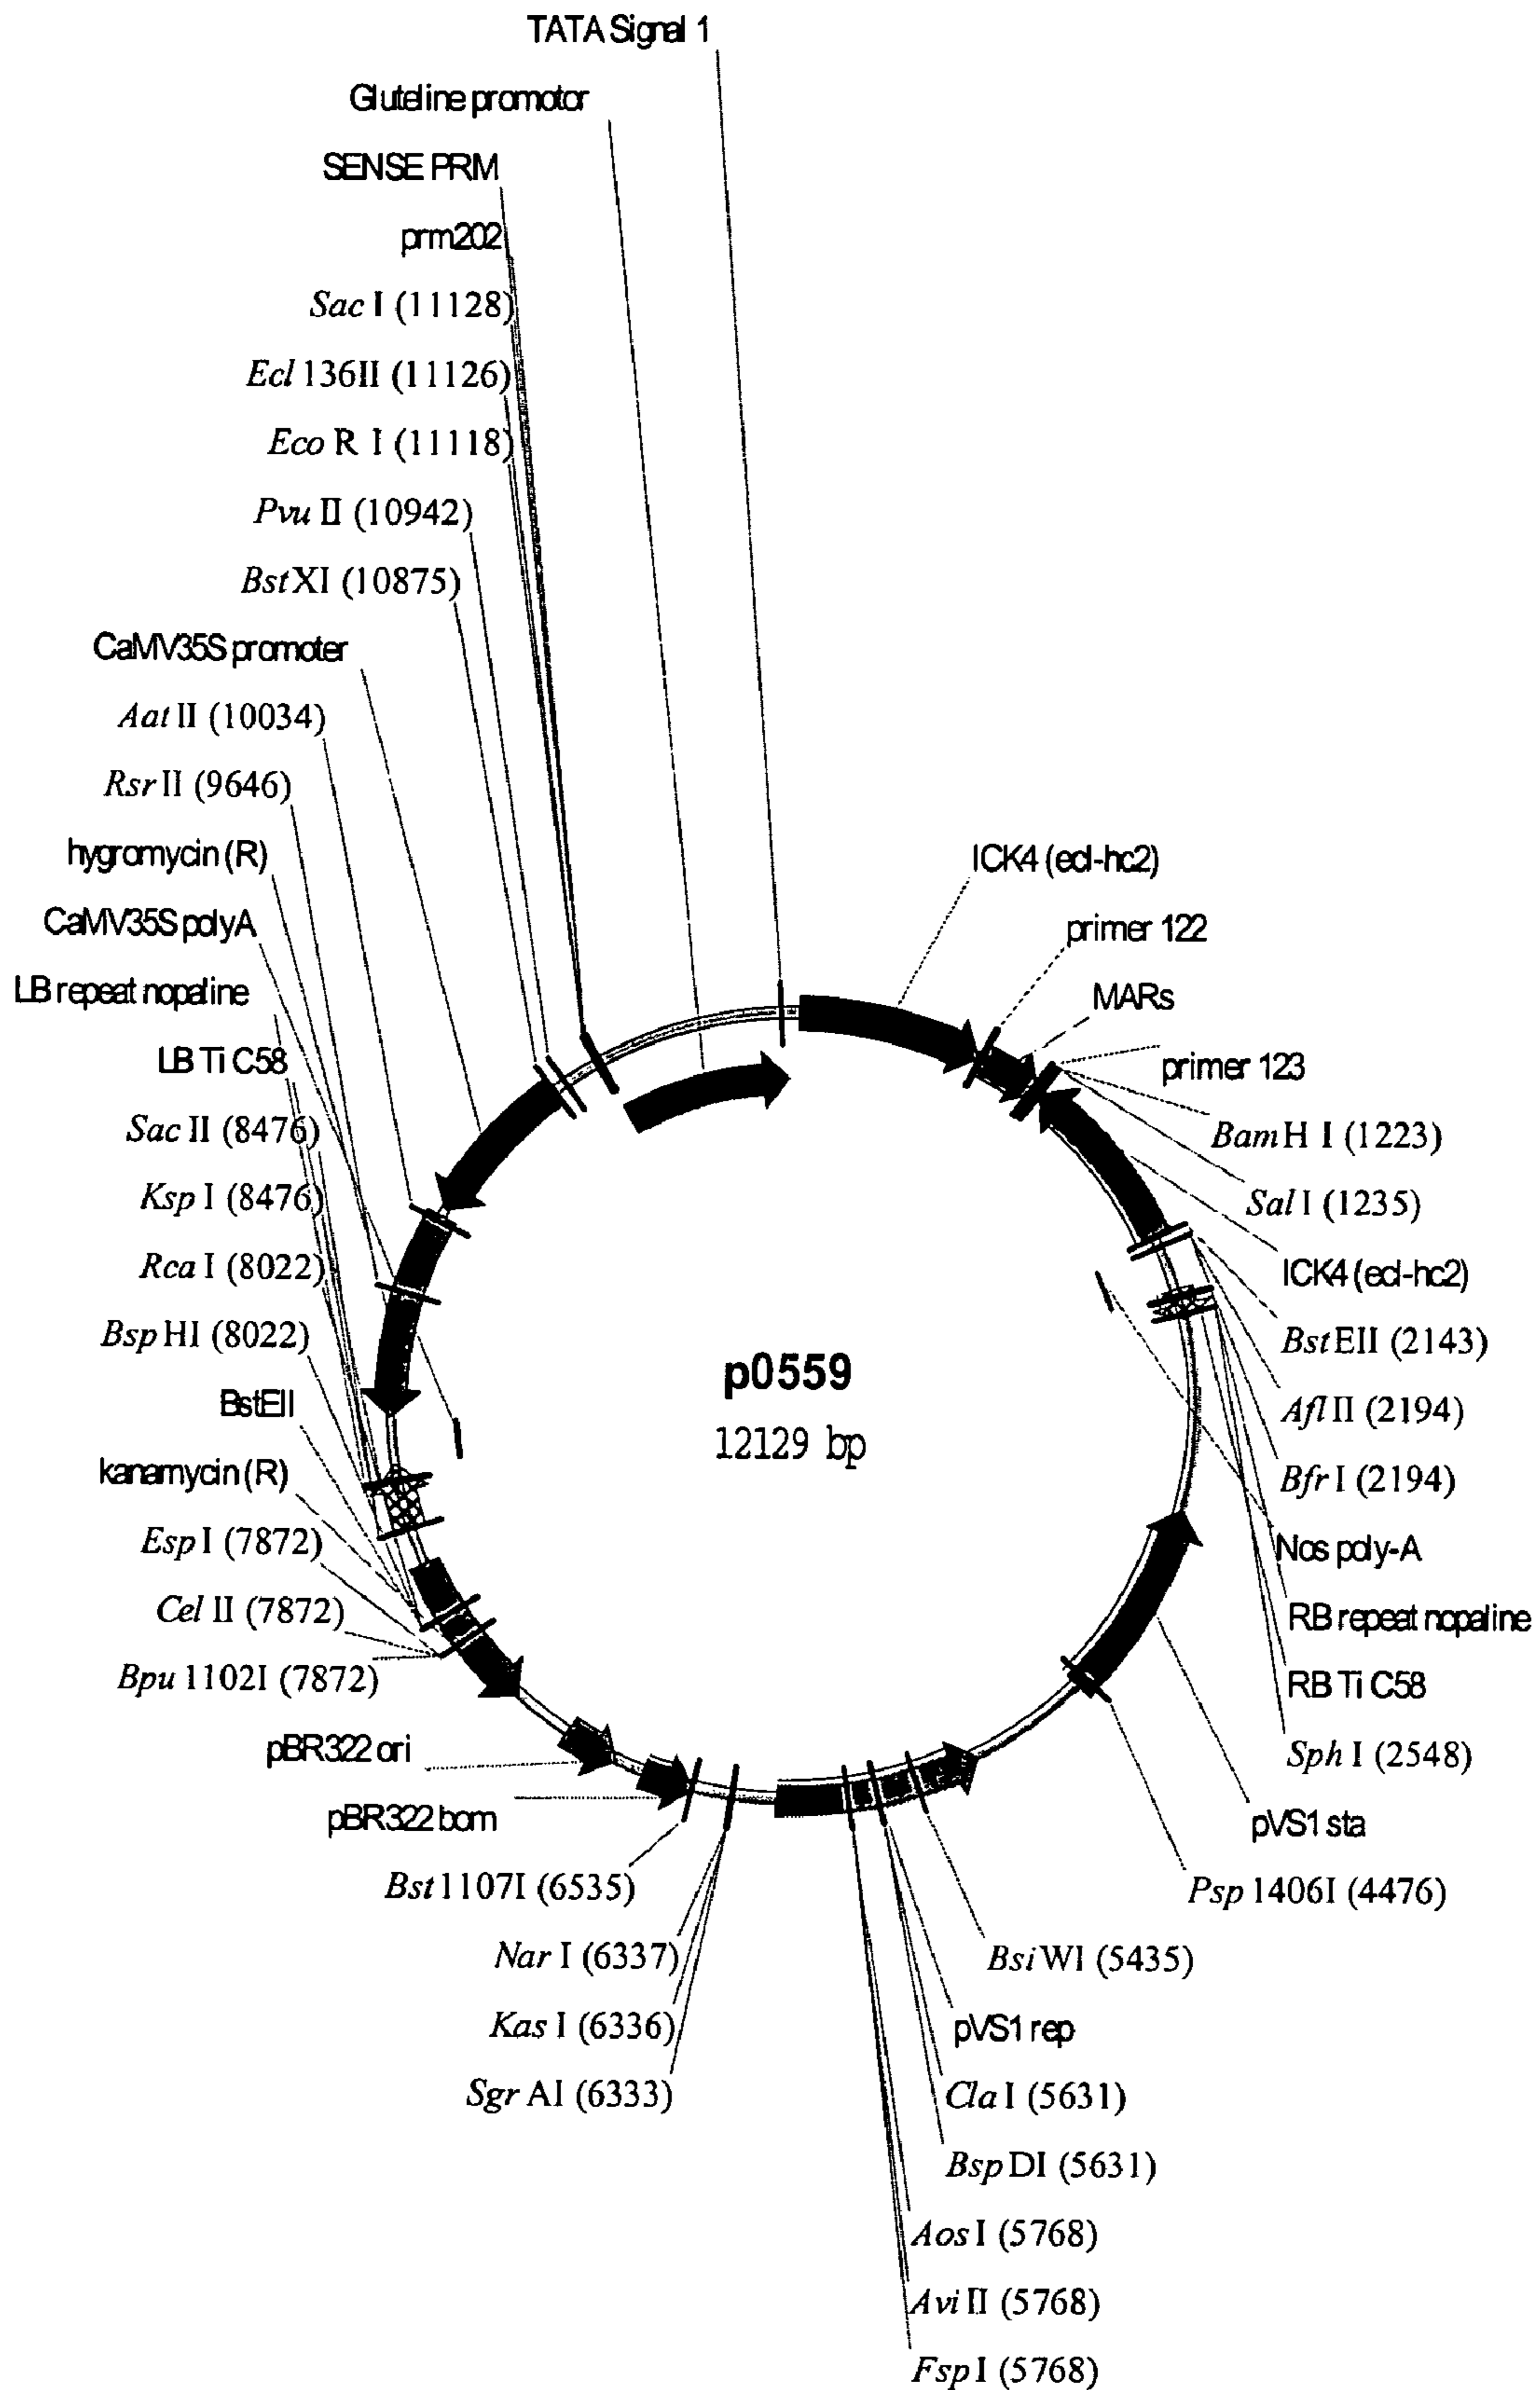 TATA Signal 1
Gluteline promotor
SENSE PRM
prm202
Sac I (11128)
Ecl 136II (11126)
Eco R I (11118)
Pvu II (10942)
BstXI (10875)
CaMV35S promoter
Aat II (10034)
Rsr II (9646)
hygromycin (R)
CaMV35S polyA
LB repeat nopaline
LB Ti C58
Sac II (8476)
Ksp I (8476)
Rca I (8022)
Bsp HI (8022)
BstEII
kanamycin (R)
Esp I (7872)
Cel II (7872)
Bpu 1102I (7872)
pBR322 ori
pBR322 bom
Bst 1107I (6535)
Nar I (6337)
Kas I (6336)
Sgr AI (6333)
p0559
12129 bp
ICK4 (ecl-hc2)
primer 122
MARs
primer 123
BamH I (1223)
Sal I (1235)
ICK4 (ecl-hc2)
BstEII (2143)
Afl II (2194)
Bfr I (2194)
Nos poly-A
RB repeat nopaline
RB Ti C58
Sph I (2548)
pVS1 sta
Psp 1406I (4476)
BsiWI (5435)
pVS1 rep
Cla I (5631)
Bsp DI (5631)
Aos I (5768)
Avi II (5768)
Fsp I (5768)